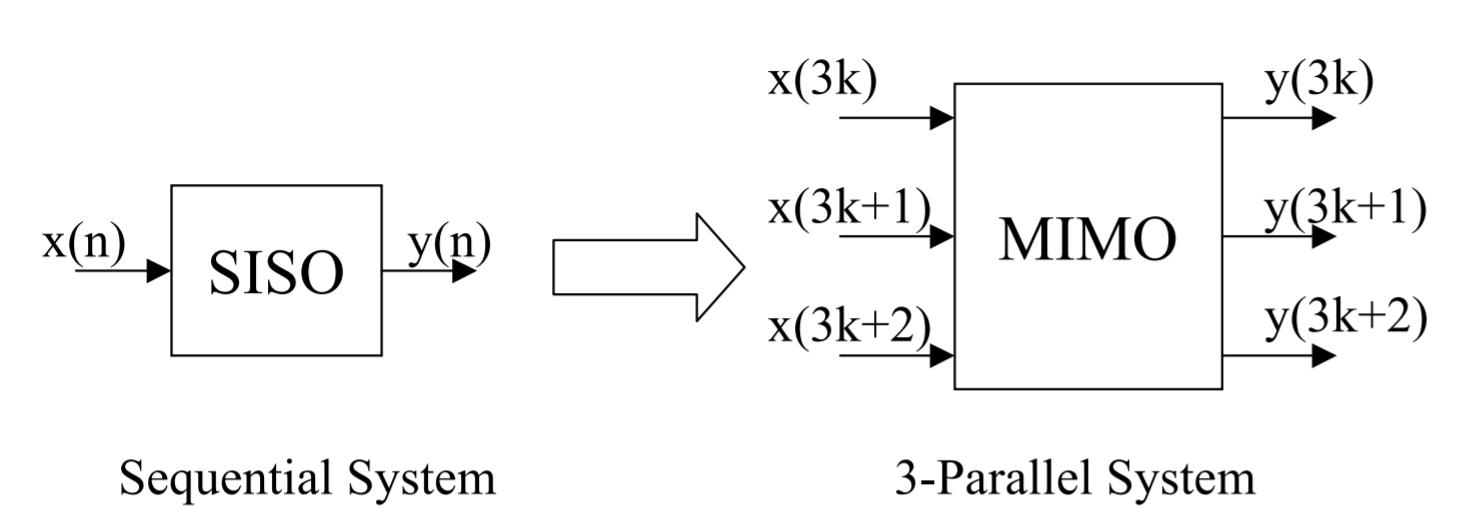 x(n)
SISO
y(n)
Sequential System
x(3k)
x(3k+1)
x(3k+2)
MIMO
y(3k)
y(3k+1)
y(3k+2)
3-Parallel System